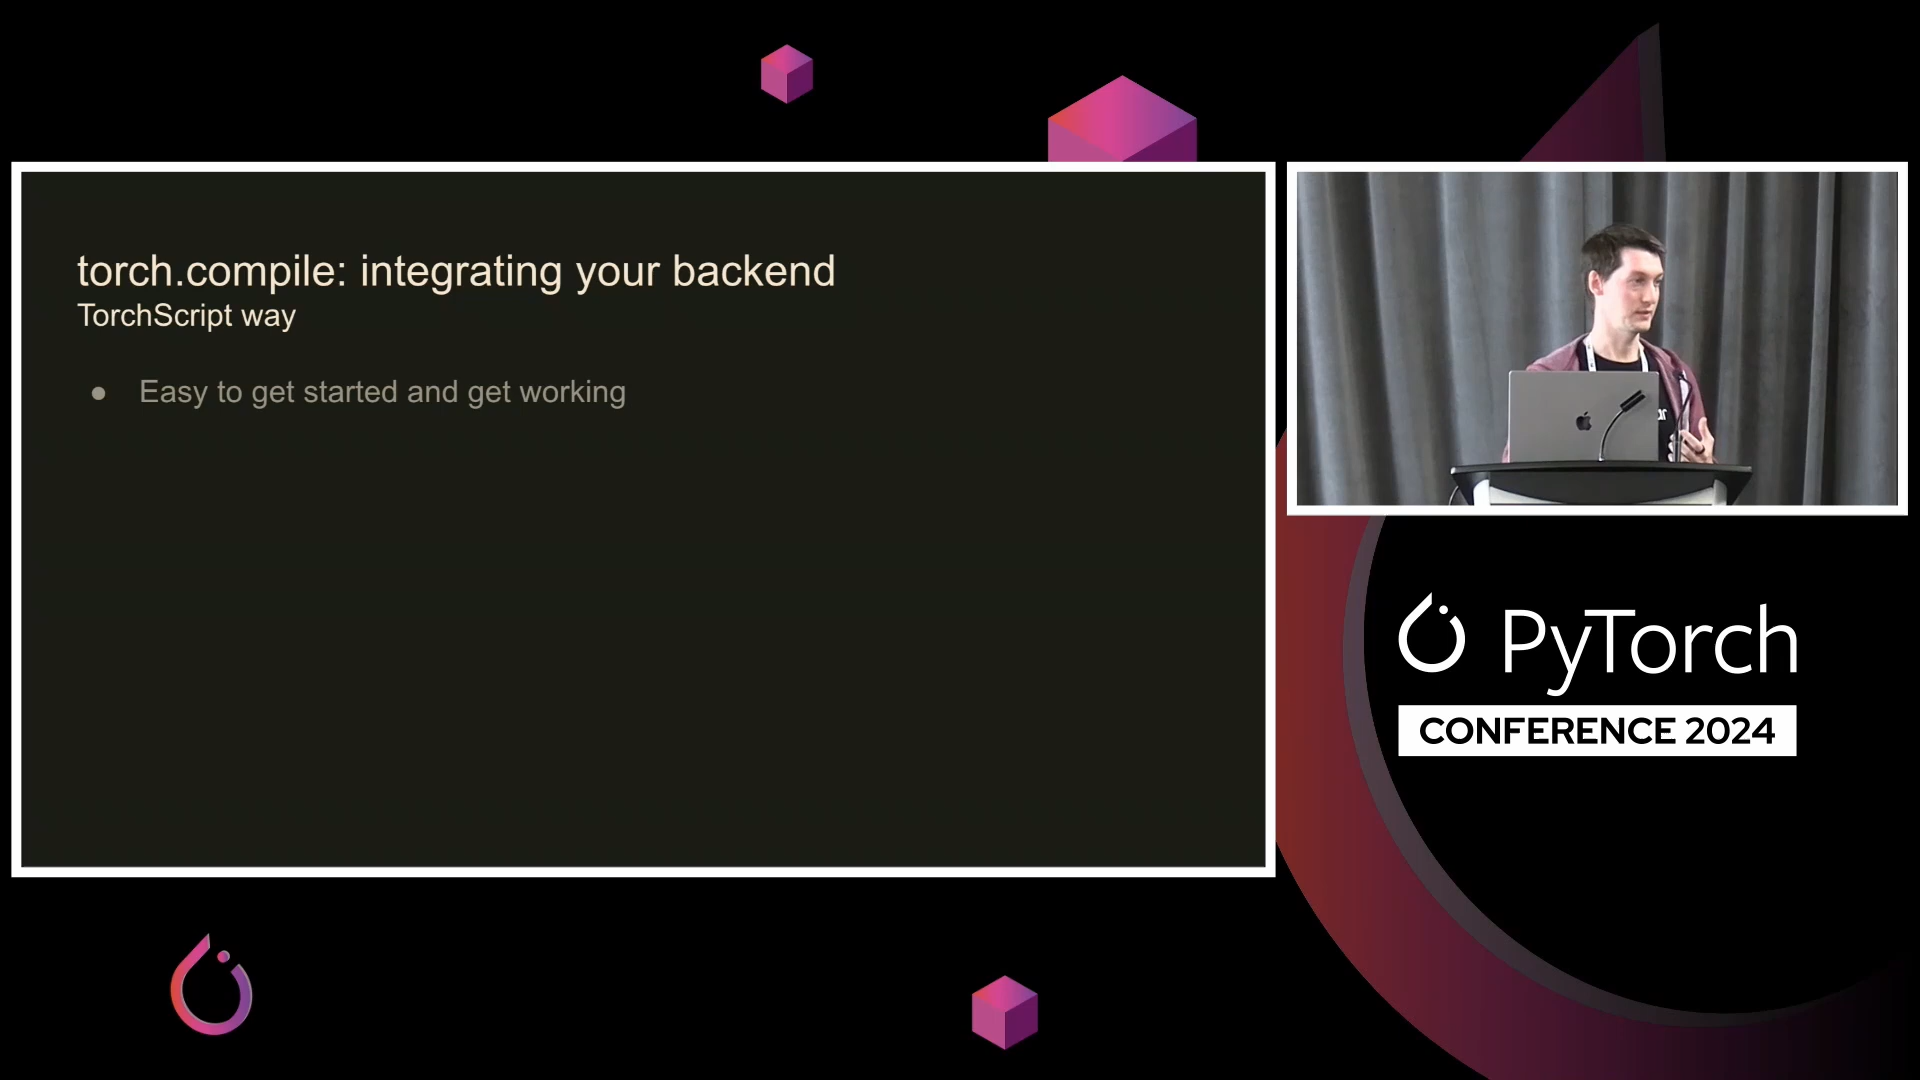 torch.compile: integrating your backend
TorchScript way
● Easy to get started and get working
PyTorch
CONFERENCE 2024